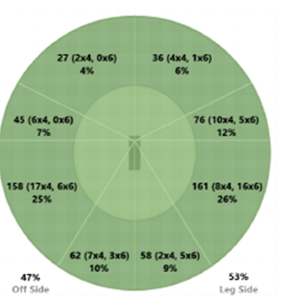 27 (2x4, 0x6)
4%
36 (4x4, 1x6)
6%
45 (6x4, 0x6)
7%
76 (10x4, 5x6)
12%
158 (17x4, 6x6)
25%
161 (8x4, 16x6)
26%
62 (7x4, 3x6)
10%
58 (2x4, 5x6)
9%
47%
Off Side
53%
Leg Side